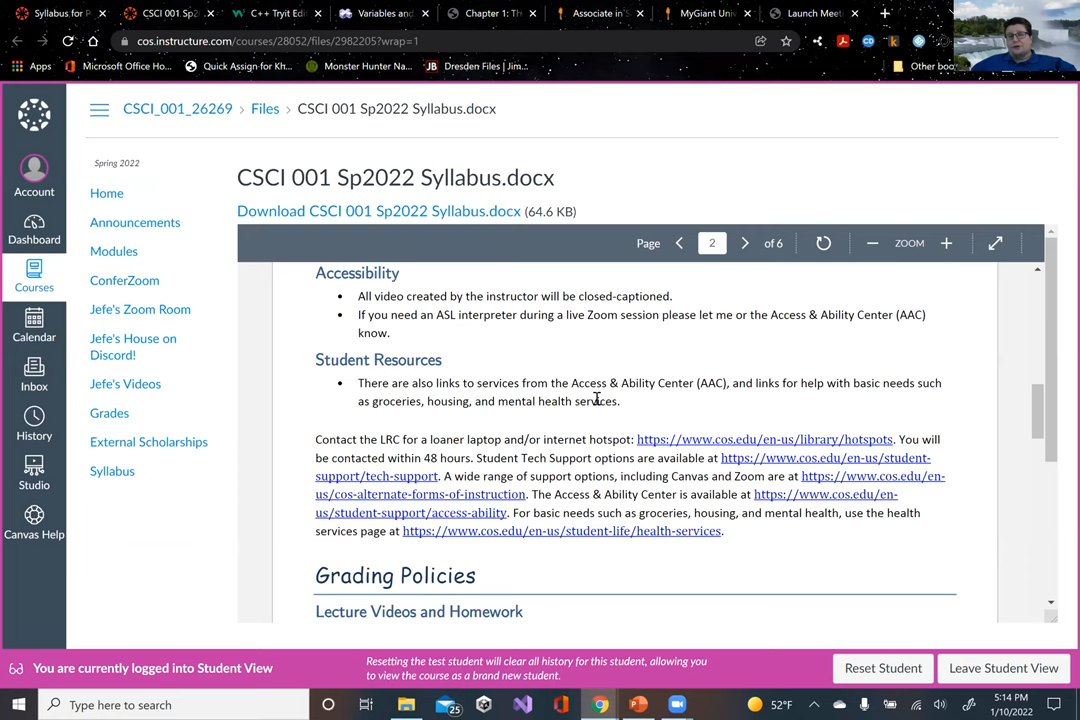 Syllabus for P
CSCI 001 Sp2
C++ Tryit Edi
Variables and
Chapter 1: Th
Associate in S
MyGiant Univ
Launch Meet
cos.instructure.com/courses/28052/files/2982205?wrap=1
Apps
Microsoft Office Ho...
Quick Assign for Kh...
Monster Hunter Na...
JB Dresden Files | Jim...
Other boo
CSCI_001_26269 > Files > CSCI 001 Sp2022 Syllabus.docx
Spring 2022
Account
Dashboard
Courses
Calendar
Inbox
History
Studio
Canvas Help
Home
Announcements
Modules
ConferZoom
Jefe's Zoom Room
Jefe's House on
Discord!
Jefe's Videos
Grades
External Scholarships
Syllabus
CSCI 001 Sp2022 Syllabus.docx
Download CSCI 001 Sp2022 Syllabus.docx (64.6 KB)
Page < 2 > of 6 ZOOM
Accessibility
• All video created by the instructor will be closed-captioned.
• If you need an ASL interpreter during a live Zoom session please let me or the Access & Ability Center (AAC)
know.
Student Resources
• There are also links to services from the Access & Ability Center (AAC), and links for help with basic needs such
as groceries, housing, and mental health services.
Contact the LRC for a loaner laptop and/or internet hotspot: https://www.cos.edu/en-us/library/hotspots. You will
be contacted within 48 hours. Student Tech Support options are available at https://www.cos.edu/en-us/student-
support/tech-support. A wide range of support options, including Canvas and Zoom are at https://www.cos.edu/en-
us/cos-alternate-forms-of-instruction. The Access & Ability Center is available at https://www.cos.edu/en-
us/student-support/access-ability. For basic needs such as groceries, housing, and mental health, use the health
services page at https://www.cos.edu/en-us/student-life/health-services.
Grading Policies
Lecture Videos and Homework
You are currently logged into Student View
Resetting the test student will clear all history for this student, allowing you
to view the course as a brand new student.
Reset Student
Leave Student View
Type here to search
25
52°F
5:14 PM
1/10/2022